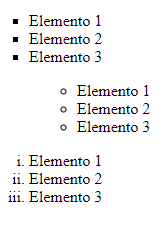 ▪ Elemento 1
▪ Elemento 2
▪ Elemento 3
○ Elemento 1
○ Elemento 2
○ Elemento 3
i. Elemento 1
ii. Elemento 2
iii. Elemento 3